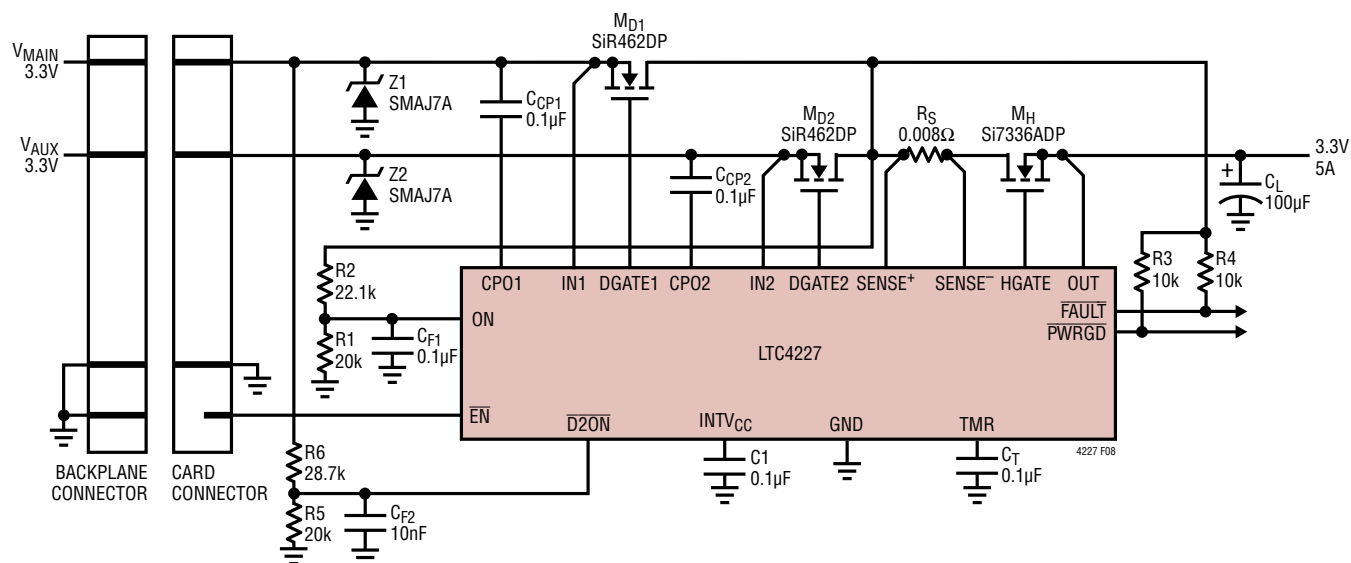 M_D1
SiR462DP
V_MAIN
3.3V
Z1
SMAJ7A
C_CP1
0.1µF
M_D2
SiR462DP
R_S
0.008Ω
M_H
Si7336ADP
V_AUX
3.3V
3.3V
5A
Z2
SMAJ7A
C_CP2
0.1µF
+
C_L
100µF
R2
22.1k
R3
10k
R4
10k
CPO1
IN1
DGATE1
CPO2
IN2
DGATE2
SENSE⁺
SENSE⁻
HGATE
OUT
ON
F̅A̅U̅L̅T̅
P̅W̅R̅G̅D̅
R1
20k
C_F1
0.1µF
LTC4227
E̅N̅
D̅2̅O̅N̅
INTV_CC
GND
TMR
4227 F08
BACKPLANE
CONNECTOR
CARD
CONNECTOR
R6
28.7k
C1
0.1µF
C_T
0.1µF
R5
20k
C_F2
10nF